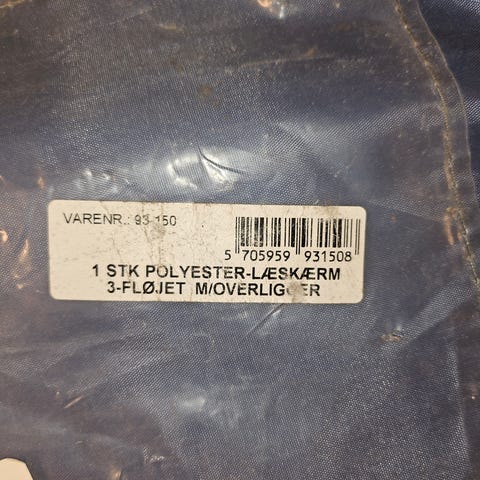 VARENR.: 93-150
5 705959 931508
1 STK POLYESTER-LÆSKÆRM
3-FLØJET M/OVERLIGGER